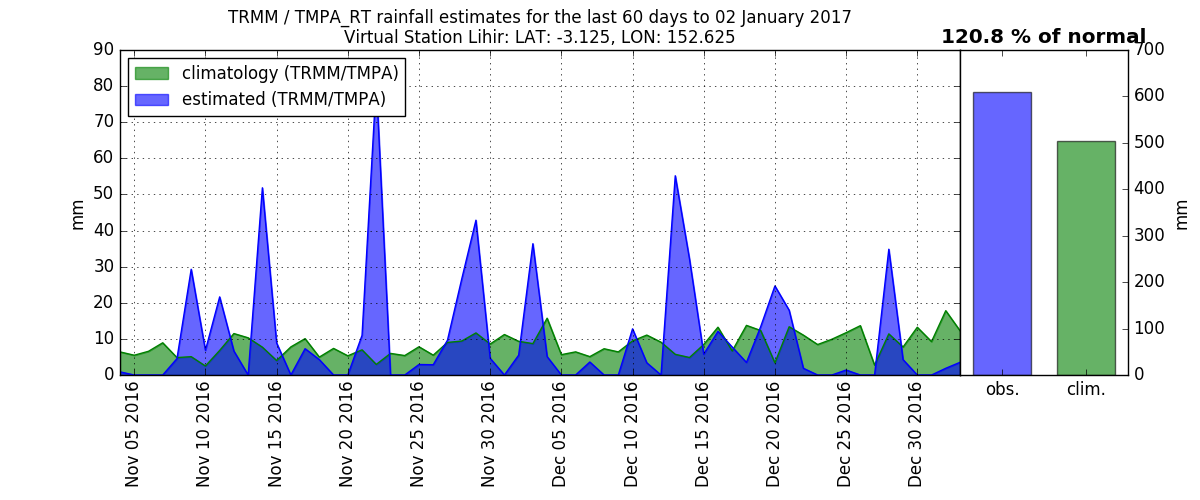 TRMM / TMPA_RT rainfall estimates for the last 60 days to 02 January 2017
Virtual Station Lihir: LAT: -3.125, LON: 152.625
120.8 % of normal
climatology (TRMM/TMPA)
estimated (TRMM/TMPA)
mm
90
80
70
60
50
40
30
20
10
0
Nov 05 2016
Nov 10 2016
Nov 15 2016
Nov 20 2016
Nov 25 2016
Nov 30 2016
Dec 05 2016
Dec 10 2016
Dec 15 2016
Dec 20 2016
Dec 25 2016
Dec 30 2016
obs.
clim.
700
600
500
400
300
200
100
0
mm